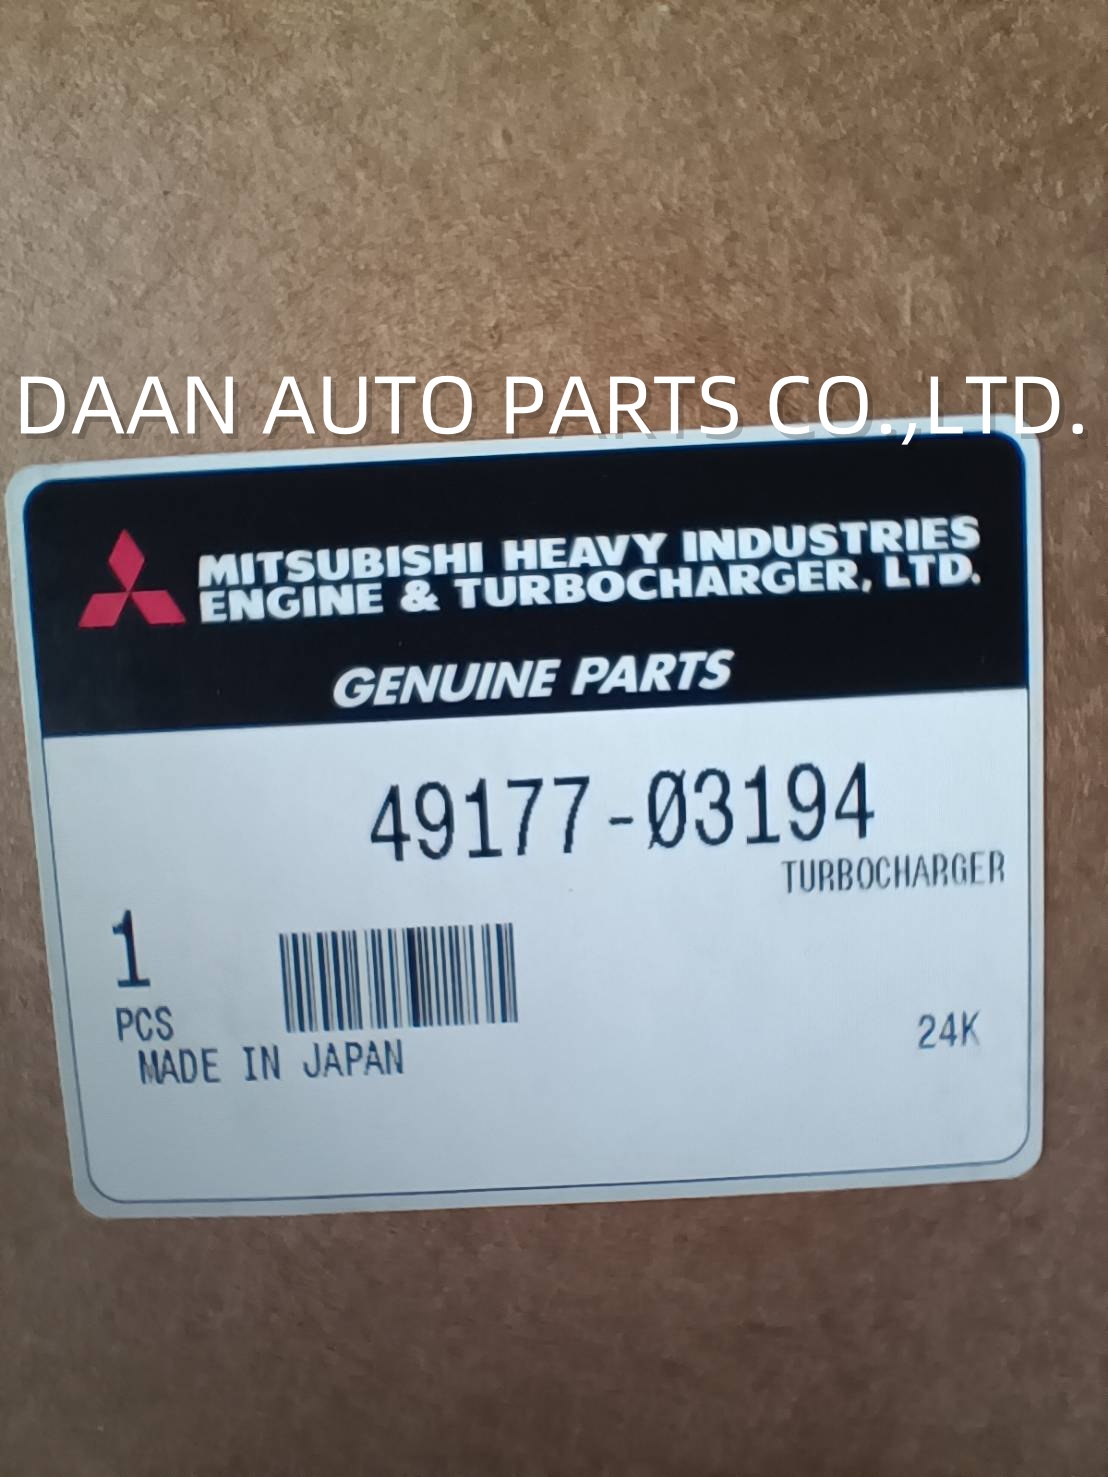 DAAN AUTO PARTS CO.,LTD.
MITSUBISHI HEAVY INDUSTRIES
ENGINE & TURBOCHARGER, LTD.
GENUINE PARTS
49177-03194
TURBOCHARGER
1
PCS
24K
MADE IN JAPAN